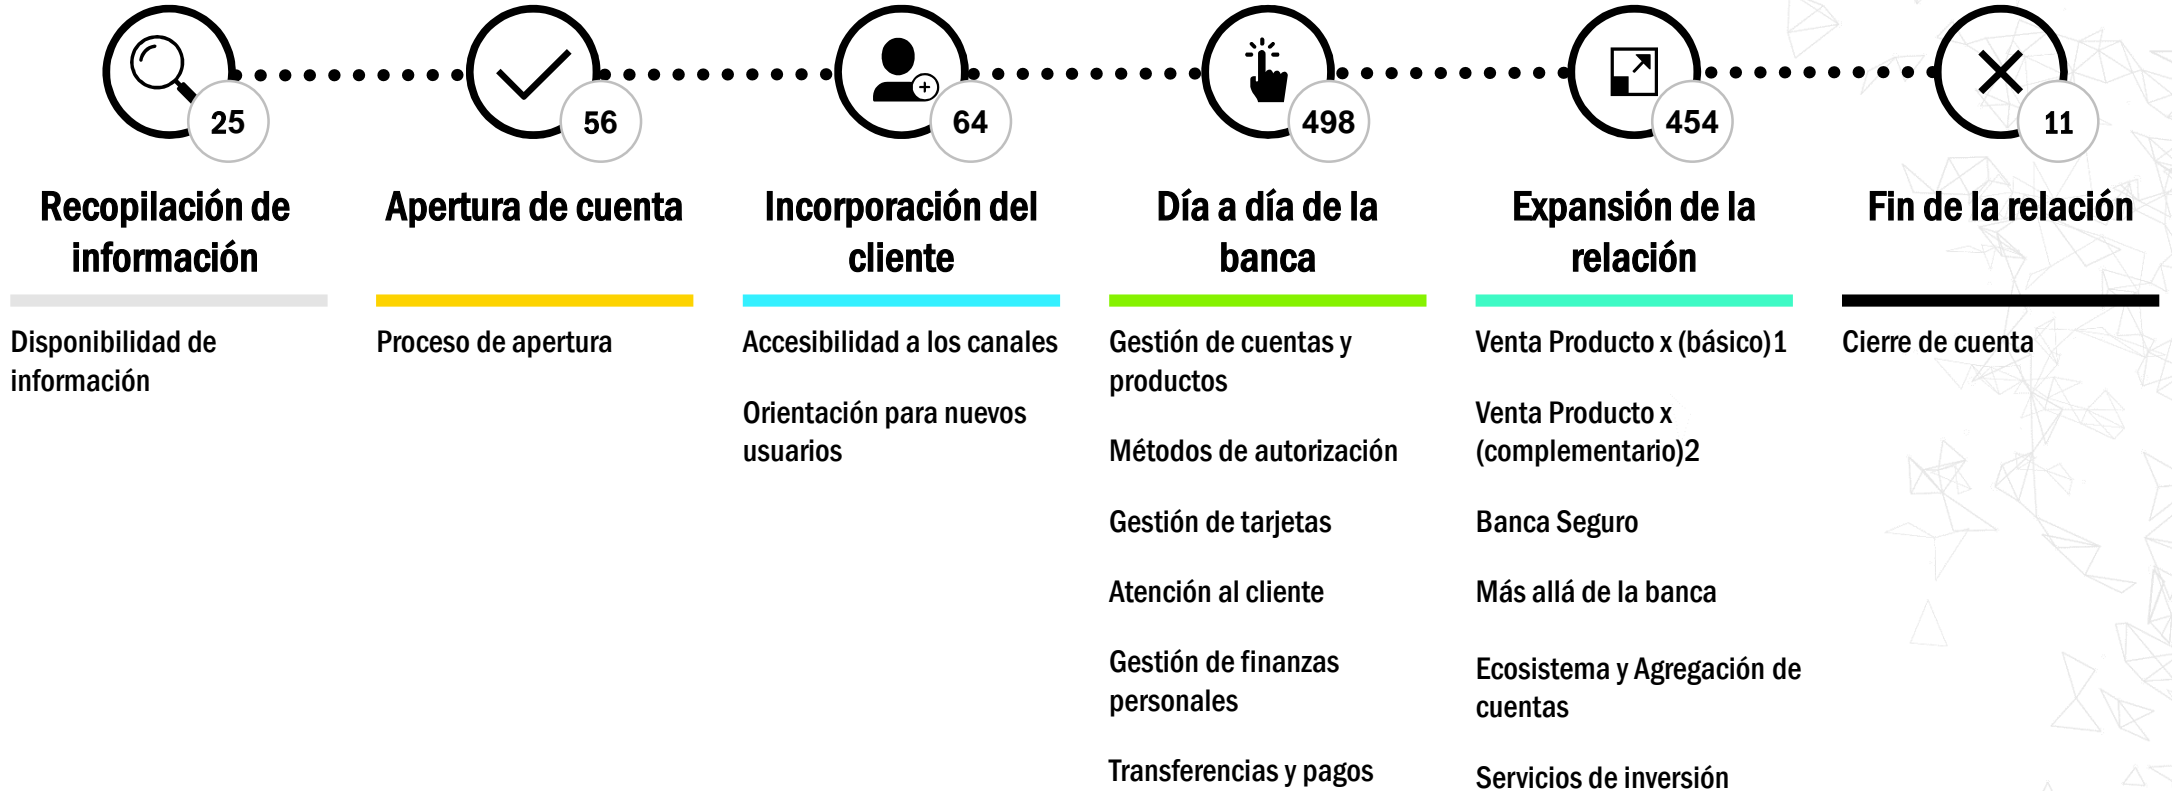 25
56
64
498
454
11
Recopilación de
información
Disponibilidad de
información
Apertura de cuenta
Proceso de apertura
Incorporación del
cliente
Accesibilidad a los canales
Orientación para nuevos
usuarios
Día a día de la
banca
Gestión de cuentas y
productos
Métodos de autorización
Gestión de tarjetas
Atención al cliente
Gestión de finanzas
personales
Transferencias y pagos
Expansión de la
relación
Venta Producto x (básico)1
Venta Producto x
(complementario)2
Banca Seguro
Más allá de la banca
Ecosistema y Agregación de
cuentas
Servicios de inversión
Fin de la relación
Cierre de cuenta